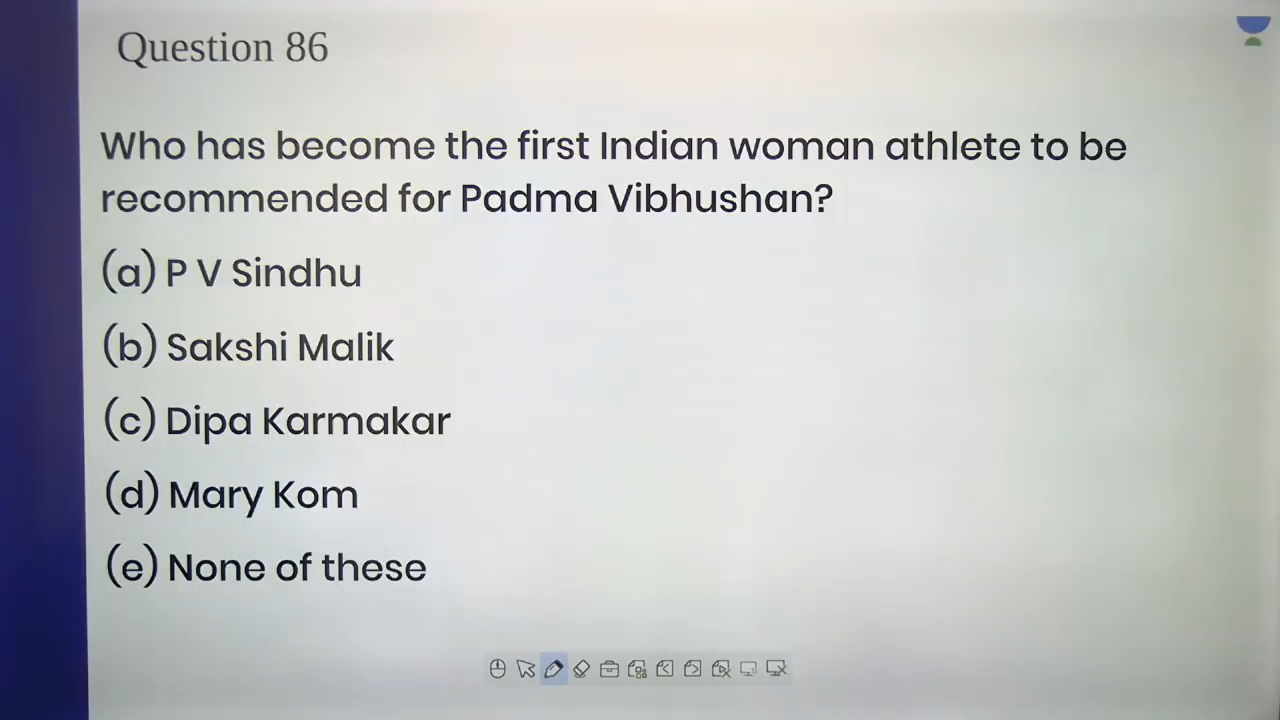 Question 86
Who has become the first Indian woman athlete to be
recommended for Padma Vibhushan?
(a) P V Sindhu
(b) Sakshi Malik
(c) Dipa Karmakar
(d) Mary Kom
(e) None of these